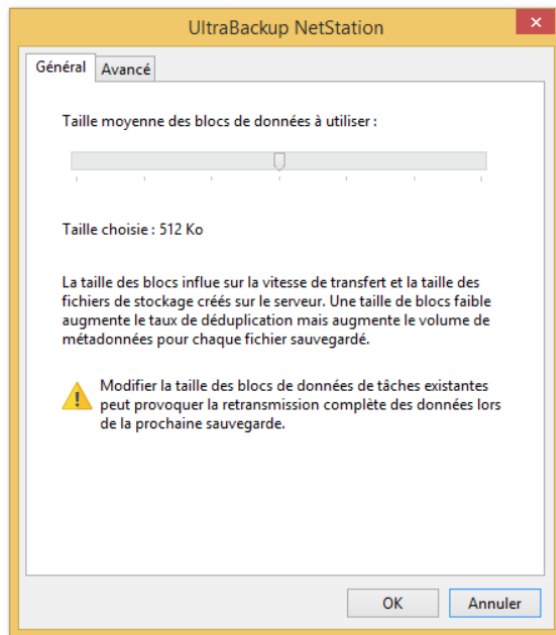 UltraBackup NetStation
Général
Avancé
Taille moyenne des blocs de données à utiliser :
Taille choisie : 512 Ko
La taille des blocs influe sur la vitesse de transfert et la taille des
fichiers de stockage créés sur le serveur. Une taille de blocs faible
augmente le taux de déduplication mais augmente le volume de
métadonnées pour chaque fichier sauvegardé.
Modifier la taille des blocs de données de tâches existantes
peut provoquer la retransmission complète des données lors
de la prochaine sauvegarde.
OK
Annuler